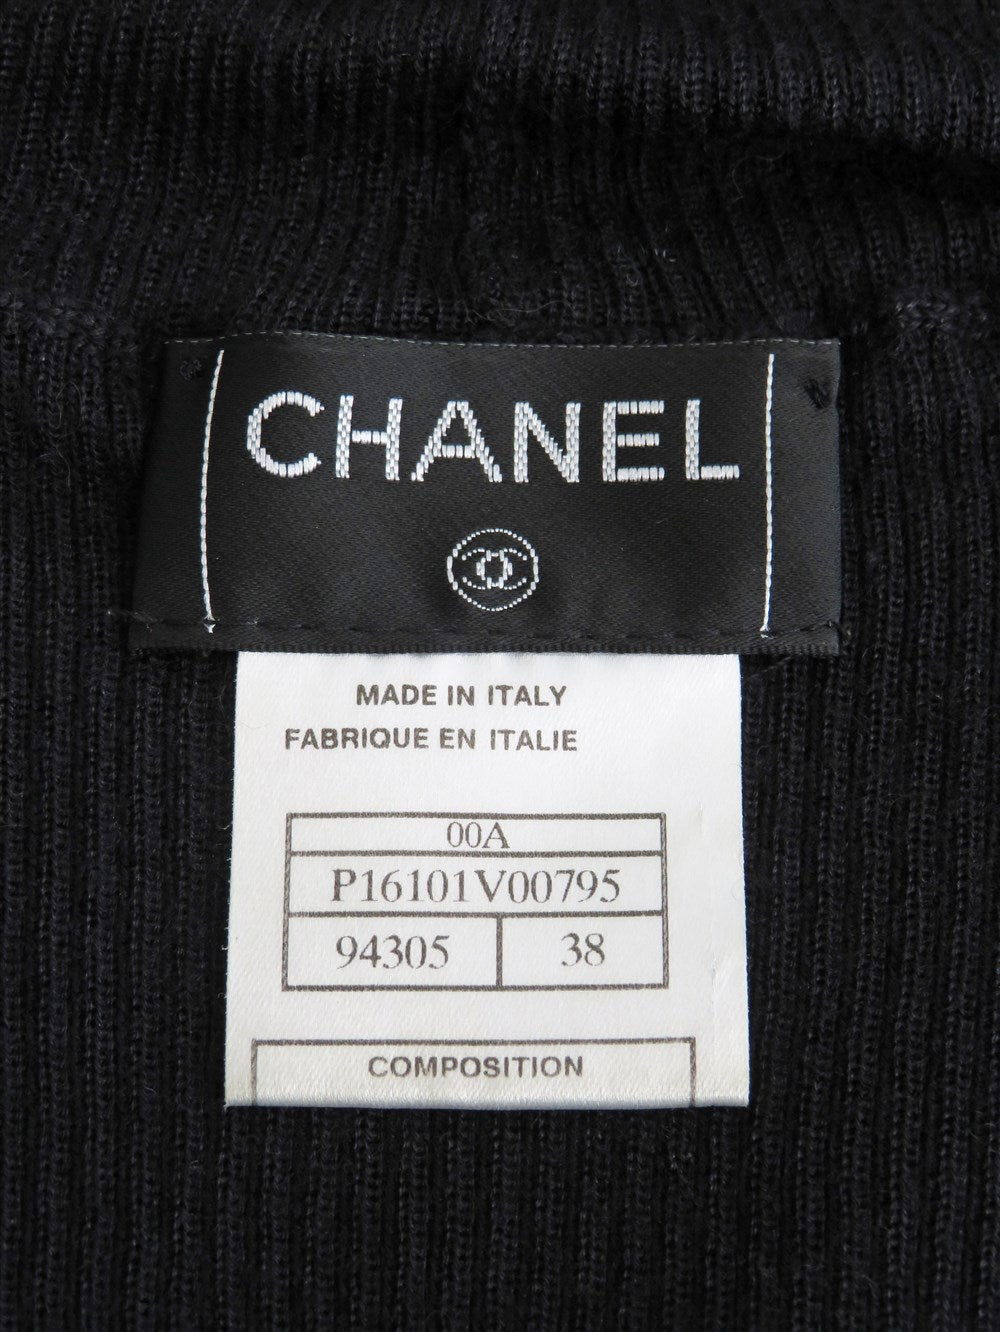 CHANEL
MADE IN ITALY
FABRIQUE EN ITALIE
00A
P16101V00795
94305 38
COMPOSITION